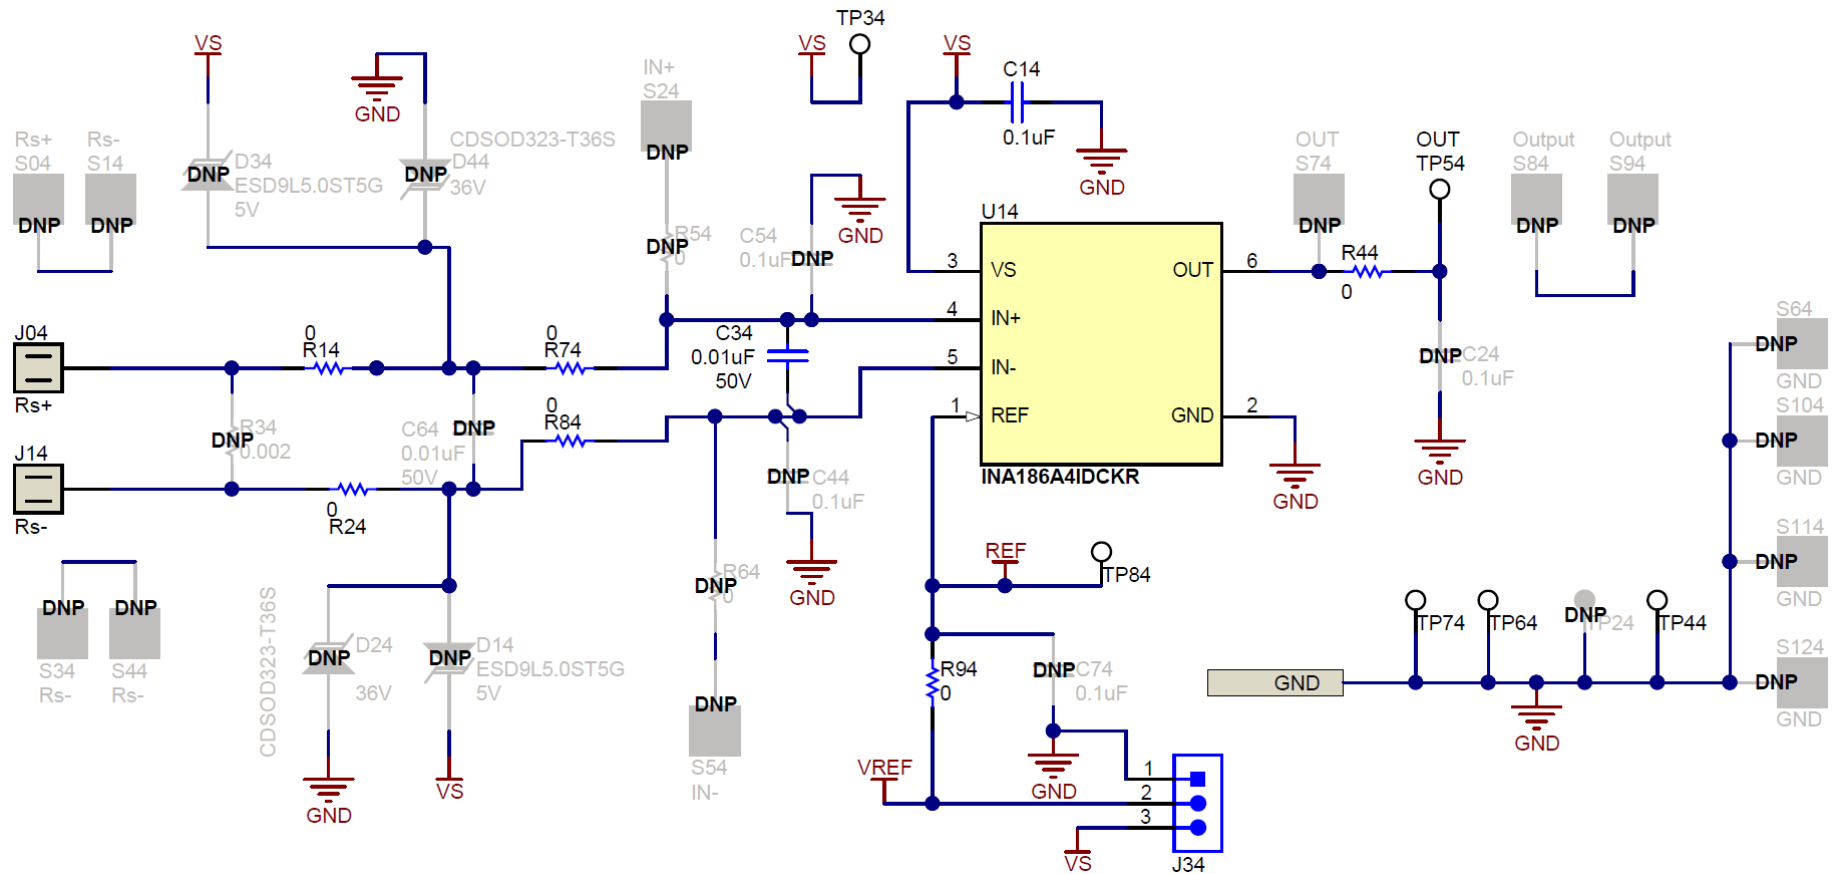 VS
GND
Rs+
S04
DNP
Rs-
S14
DNP
DNP
D34
ESD9L5.0ST5G
5V
CDSOD323-T36S
DNP
D44
36V
IN+
S24
DNP
DNP
R54
0
C54
0.1uF
DNP
GND
VS
TP34
VS
C14
0.1uF
GND
U14
3
VS
4
IN+
5
IN-
1
REF
OUT
6
GND
2
INA186A4IDCKR
GND
OUT
S74
DNP
R44
0
OUT
TP54
DNP
C24
0.1uF
GND
Output
S84
DNP
Output
S94
DNP
J04
Rs+
0
R14
0
R74
C34
0.01uF
50V
DNP
R34
0.002
C64
0.01uF
50V
DNP
0
R84
J14
Rs-
0
R24
DNP
C44
0.1uF
GND
DNP
S34
Rs-
DNP
S44
Rs-
CDSOD323-T36S
DNP
D24
36V
GND
DNP
D14
ESD9L5.0ST5G
5V
VS
DNP
R64
0
DNP
S54
IN-
REF
TP84
R94
0
DNP
C74
0.1uF
GND
VREF
1
2
3
VS
J34
GND
TP74
TP64
DNP
TP24
TP44
GND
S64
DNP
GND
S104
DNP
GND
S114
DNP
GND
S124
DNP
GND